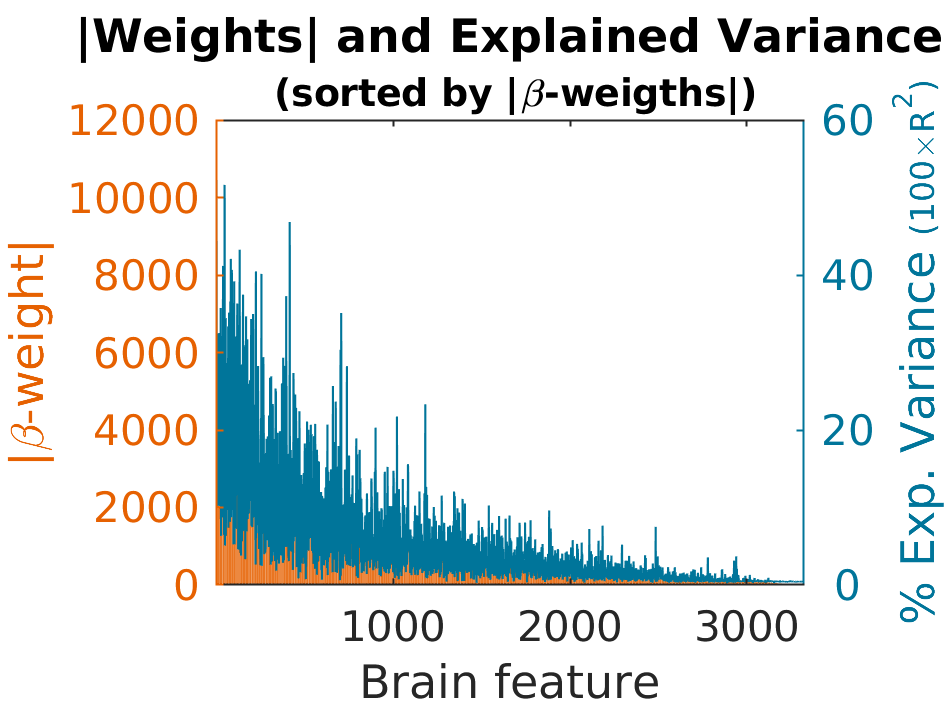 |Weights| and Explained Variance
(sorted by |β-weigths|)
12000
10000
8000
6000
4000
2000
0
|β-weight|
60
40
20
0
% Exp. Variance (100×R²)
1000 2000 3000
Brain feature